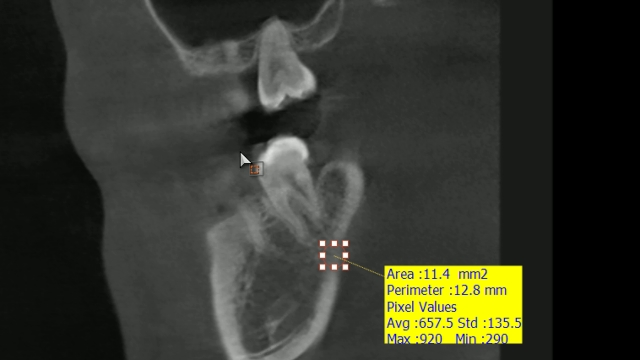 Area :11.4 mm2
Perimeter :12.8 mm
Pixel Values
Avg :657.5 Std :135.5
Max :920 Min :290